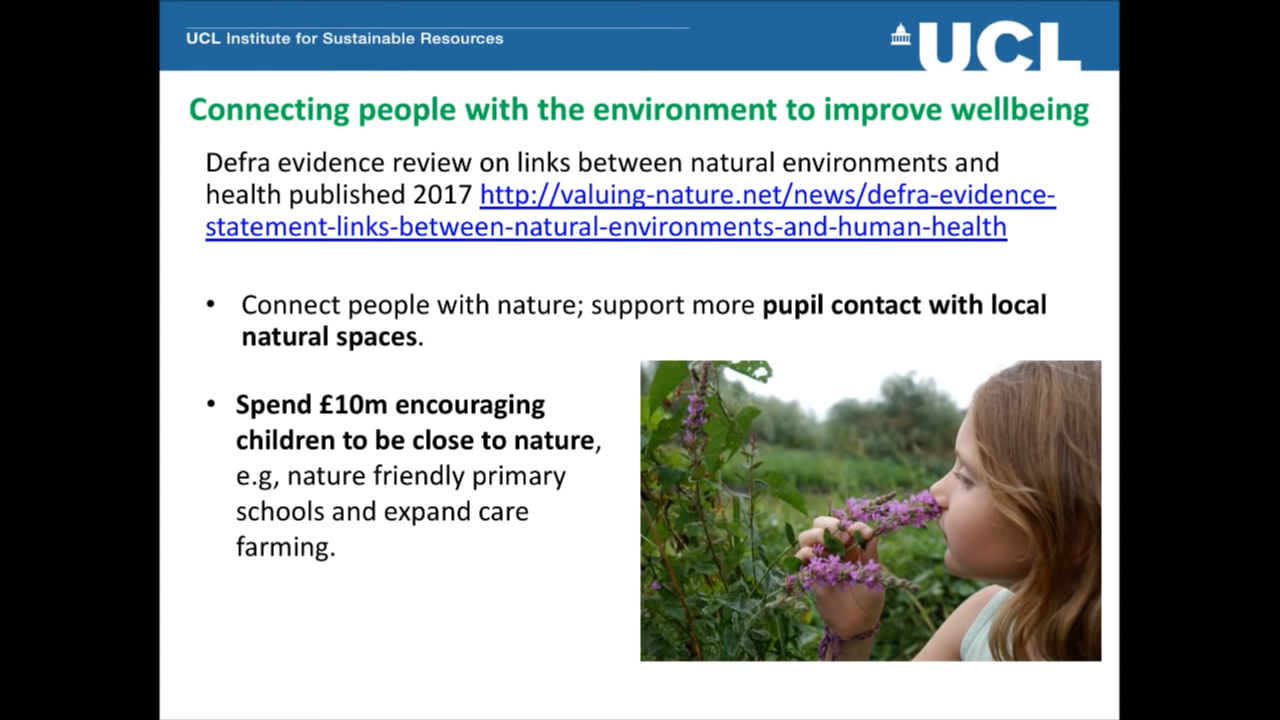 UCL Institute for Sustainable Resources
UCL
Connecting people with the environment to improve wellbeing
Defra evidence review on links between natural environments and
health published 2017 http://valuing-nature.net/news/defra-evidence-
statement-links-between-natural-environments-and-human-health
• Connect people with nature; support more pupil contact with local
natural spaces.
• Spend £10m encouraging
children to be close to nature,
e.g, nature friendly primary
schools and expand care
farming.